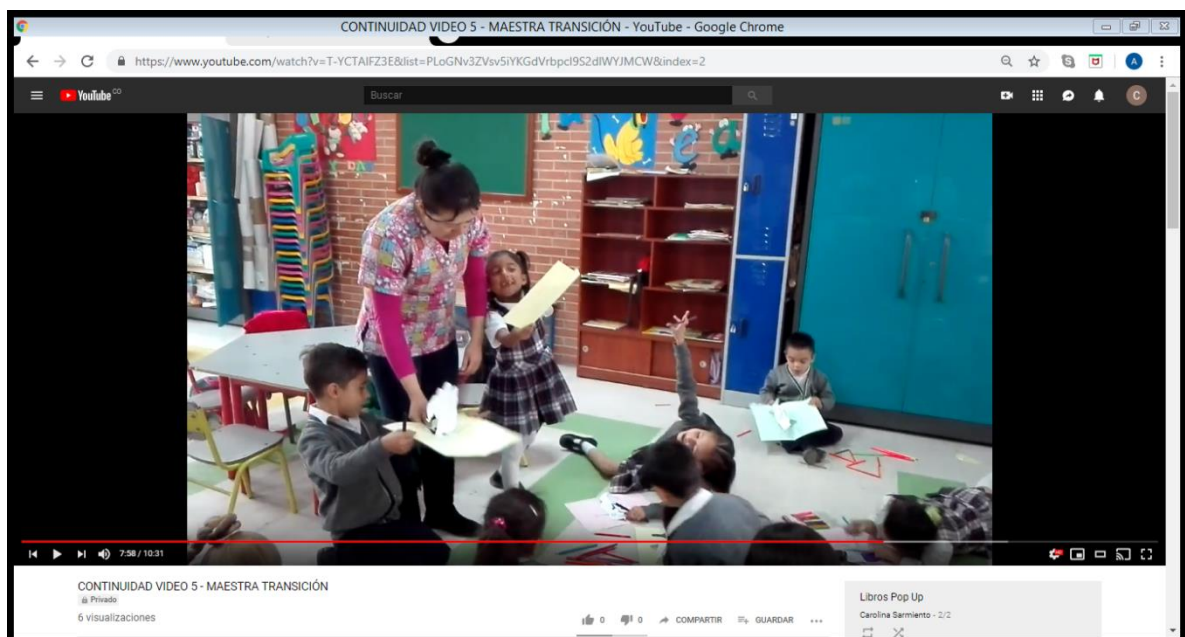 CONTINUIDAD VIDEO 5 - MAESTRA TRANSICIÓN - YouTube - Google Chrome
https://www.youtube.com/watch?v=T-YCTAlFZ3E&list=PLoGNv3ZVsv5iYKGdVrbpcl9S2dIWYJMCW&index=2
A
YouTube CO
Buscar
C
e a
7:58 / 10:31
CONTINUIDAD VIDEO 5 - MAESTRA TRANSICIÓN
Privado
6 visualizaciones
0 0 COMPARTIR GUARDAR
Libros Pop Up
Carolina Sarmiento - 2/2